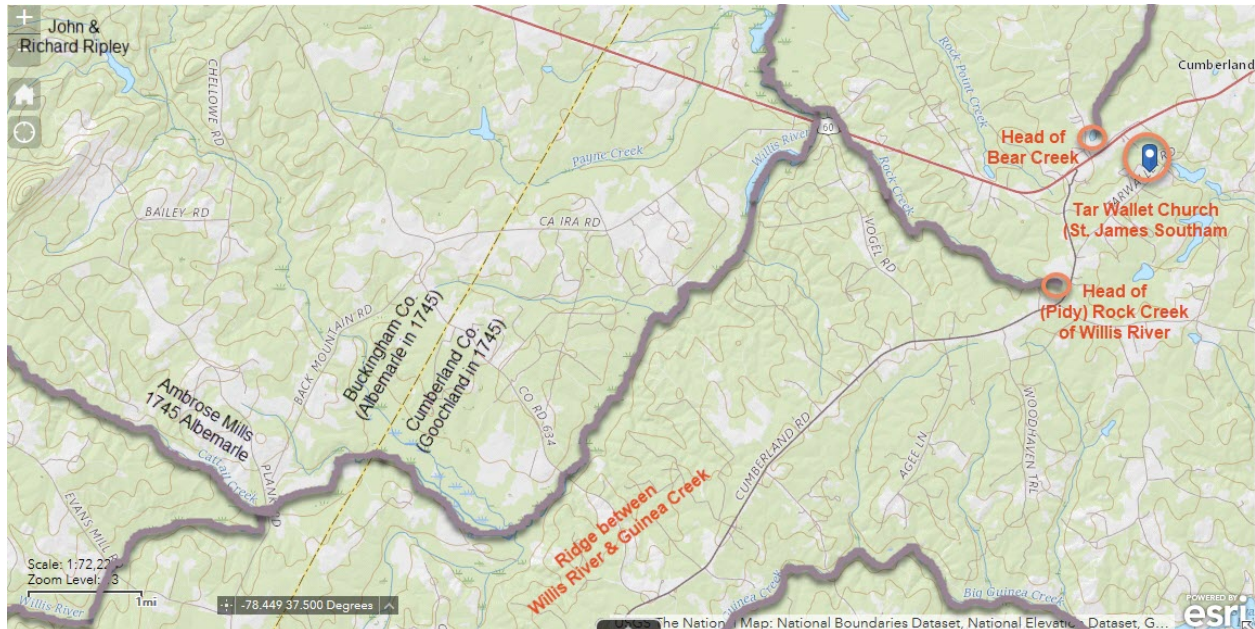 John &
Richard Ripley
CHELLOWE RD
Rock Point Creek
Cumberland
60
Willis River
Payne Creek
Rock Creek
Head of
Bear Creek
Tar Wallet Church
(St. James Southam
BAILEY RD
CA IRA RD
VOGEL RD
Head of
(Pidy) Rock Creek
of Willis River
BACK MOUNTAIN RD
Buckingham Co.
(Albemarle in 1745)
Cumberland Co.
(Goochland in 1745)
Ambrose Mills
1745 Albemarle
CO RD 634
CUMBERLAND RD
AGEE LN
WOODHAVEN TRL
EVANS MILL R
Ridge between
Willis River & Guinea Creek
Scale: 1:72,22
Zoom Level: 3
1mi
Willis River
-78.449 37.500 Degrees
uinea Creek
Big Guinea Creek
The National Map: National Boundaries Dataset, National Elevation Dataset, G...
POWERED BY
esri